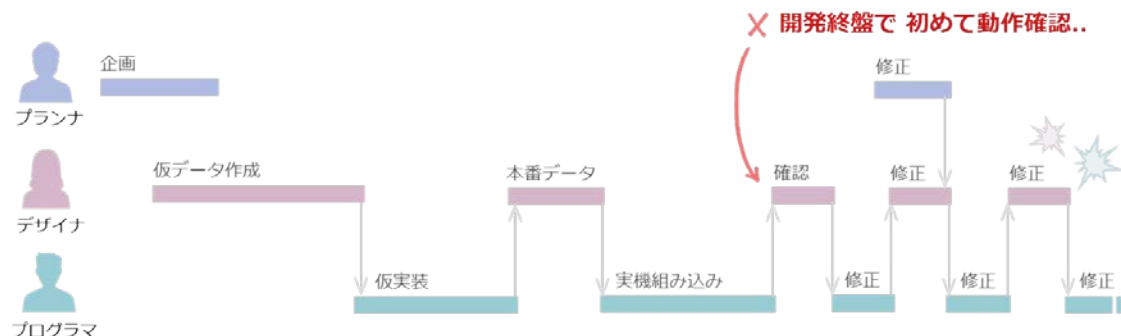 × 開発終盤で 初めて動作確認..
企画
修正
プランナ
仮データ作成
本番データ
確認
修正
修正
デザイナ
仮実装
実機組み込み
修正
修正
修正
プログラマ